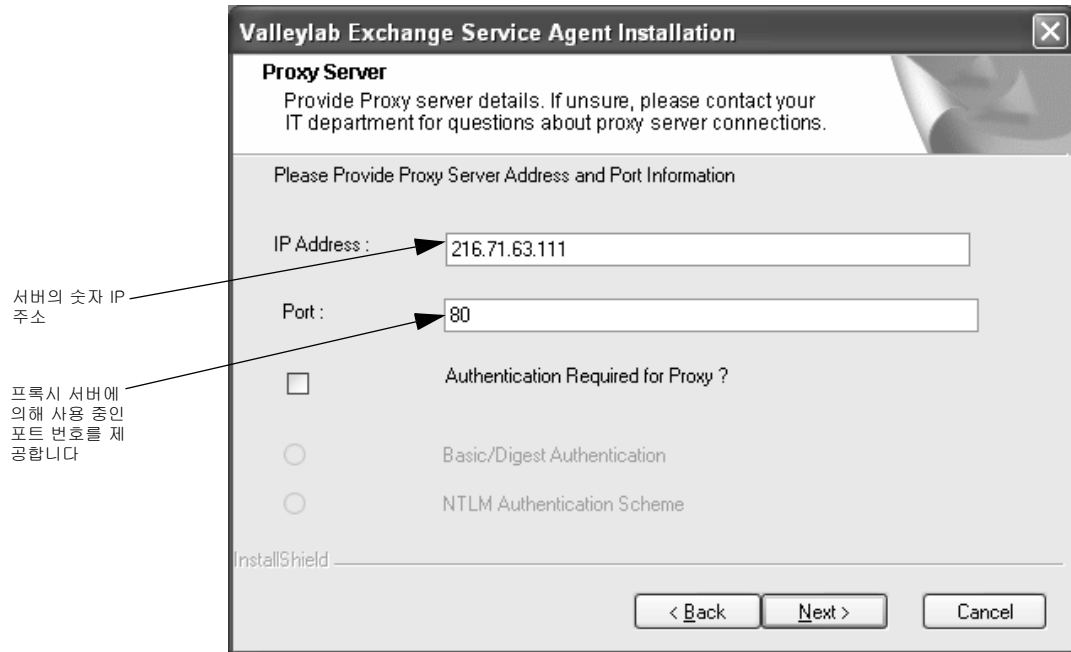 Valleylab Exchange Service Agent Installation
Proxy Server
Provide Proxy server details. If unsure, please contact your
IT department for questions about proxy server connections.
Please Provide Proxy Server Address and Port Information
IP Address :
216.71.63.111
서버의 숫자 IP
주소
Port :
80
프록시 서버에
의해 사용 중인
포트 번호를 제
공합니다
Authentication Required for Proxy ?
Basic/Digest Authentication
NTLM Authentication Scheme
InstallShield
< Back
Next >
Cancel